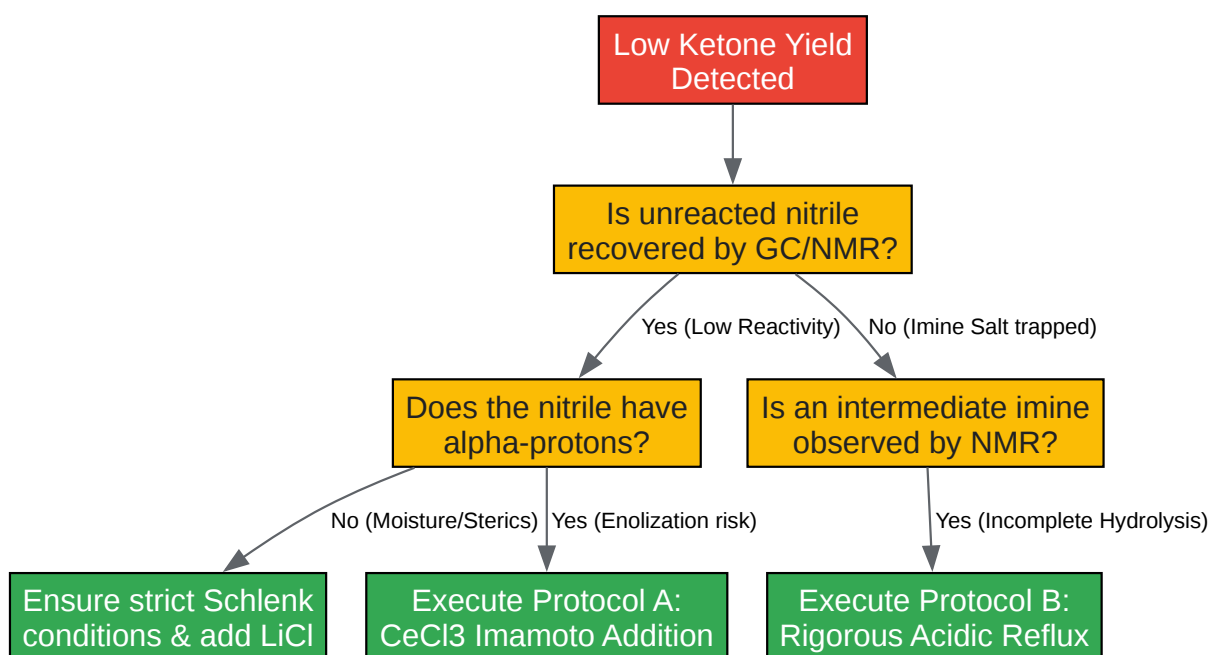 Low Ketone Yield
Detected
Is unreacted nitrile
recovered by GC/NMR?
Yes (Low Reactivity)
No (Imine Salt trapped)
Does the nitrile have
alpha-protons?
Is an intermediate imine
observed by NMR?
No (Moisture/Sterics)
Yes (Enolization risk)
Yes (Incomplete Hydrolysis)
Ensure strict Schlenk
conditions & add LiCl
Execute Protocol A:
CeCl3 Imamoto Addition
Execute Protocol B:
Rigorous Acidic Reflux